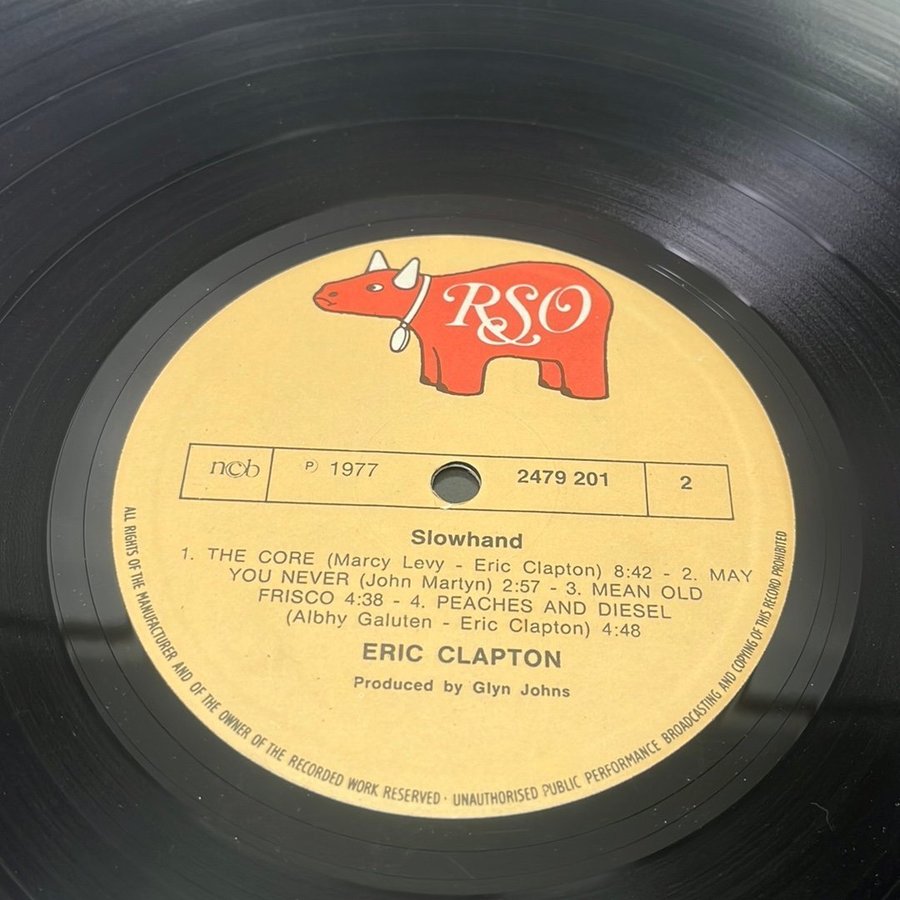 RSO
n©b
℗ 1977
2479 201
2
Slowhand
1. THE CORE (Marcy Levy - Eric Clapton) 8:42 - 2. MAY
YOU NEVER (John Martyn) 2:57 - 3. MEAN OLD
FRISCO 4:38 - 4. PEACHES AND DIESEL
(Albhy Galuten - Eric Clapton) 4:48
ERIC CLAPTON
Produced by Glyn Johns
ALL RIGHTS OF THE MANUFACTURER AND OF THE OWNER OF THE RECORDED WORK RESERVED · UNAUTHORISED PUBLIC PERFORMANCE BROADCASTING AND COPYING OF THIS RECORD PROHIBITED